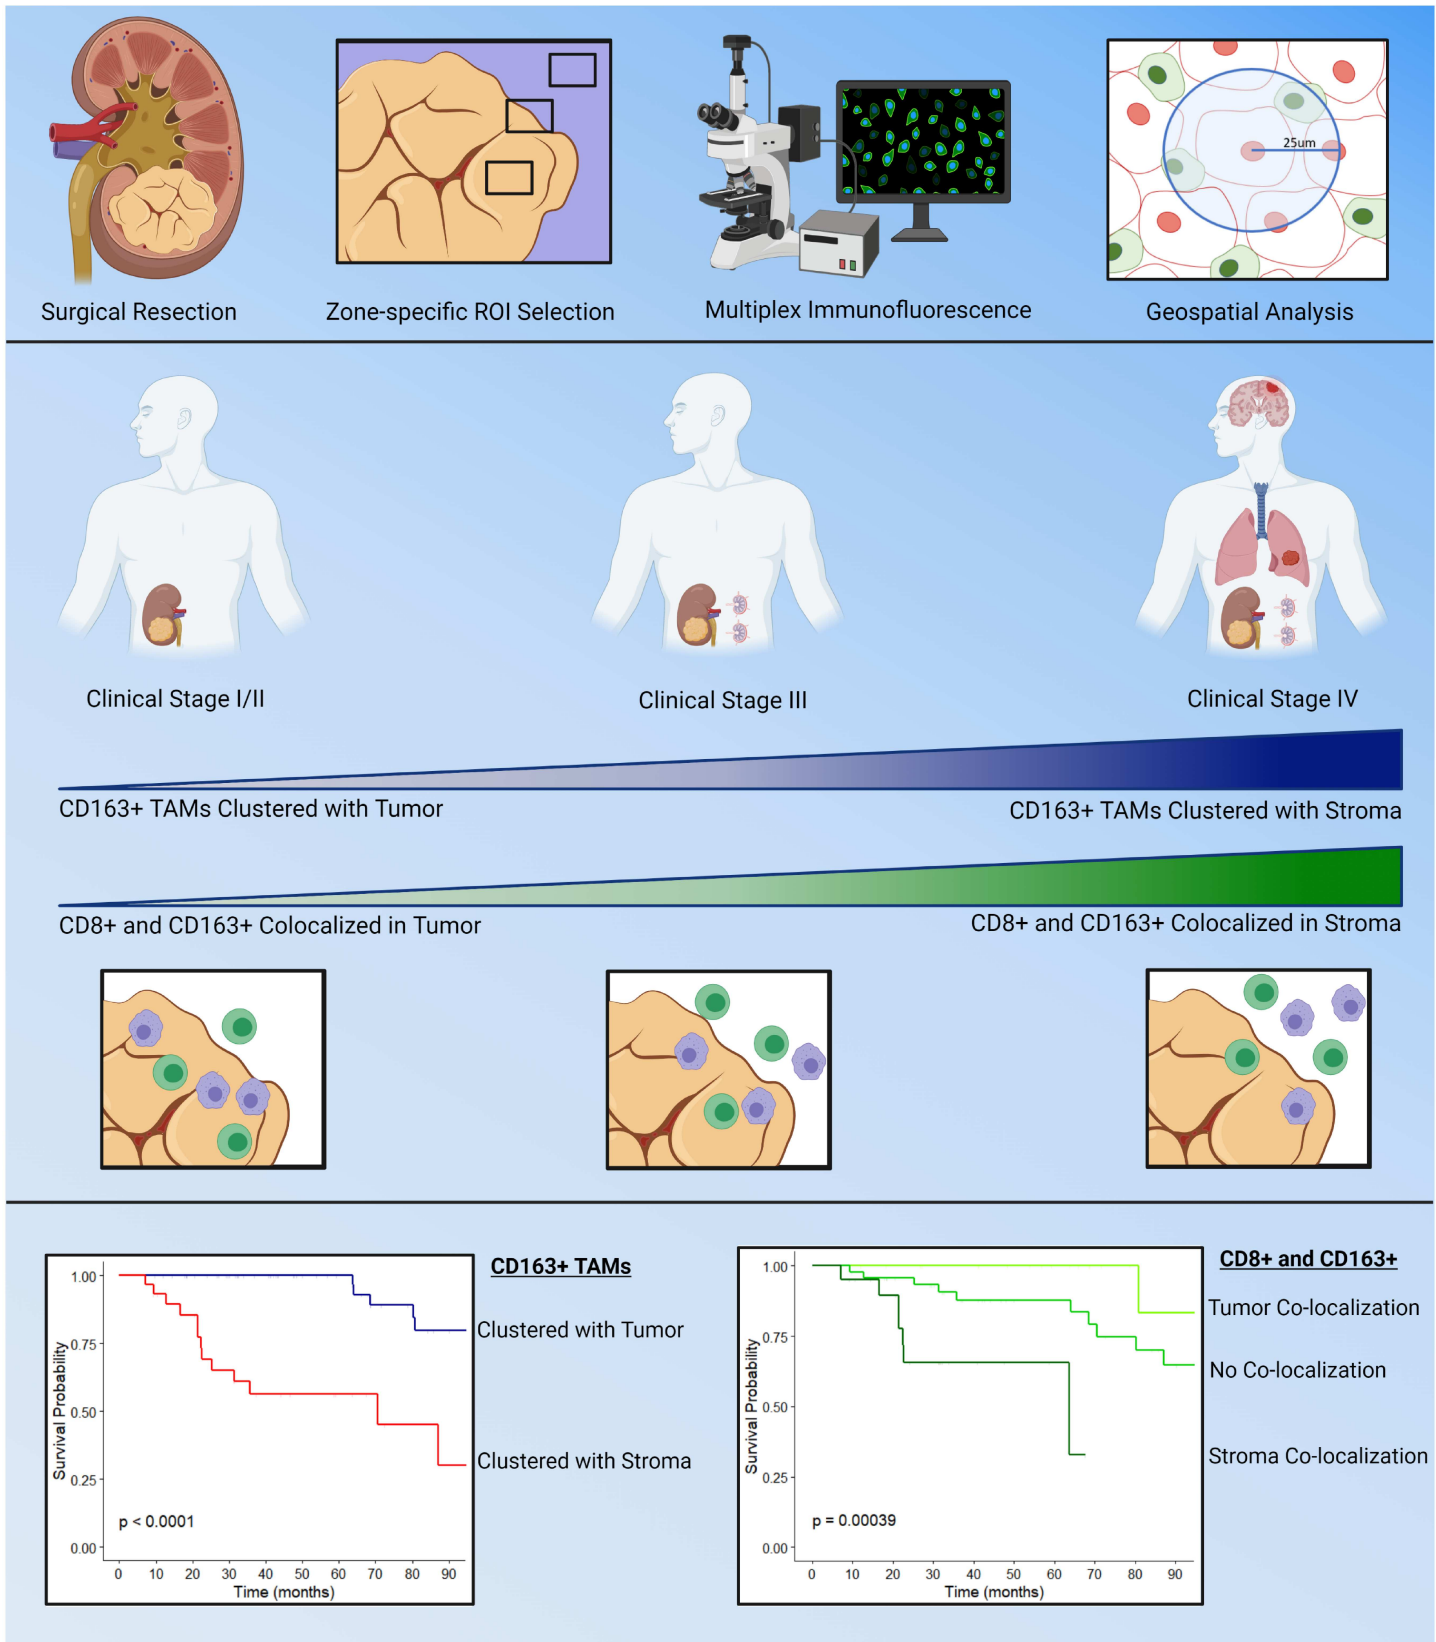 25um
Surgical Resection
Zone-specific ROI Selection
Multiplex Immunofluorescence
Geospatial Analysis
Clinical Stage I/II
Clinical Stage III
Clinical Stage IV
CD163+ TAMs Clustered with Tumor
CD163+ TAMs Clustered with Stroma
CD8+ and CD163+ Colocalized in Tumor
CD8+ and CD163+ Colocalized in Stroma
CD163+ TAMs
Clustered with Tumor
Clustered with Stroma
Survival Probability
1.00
0.75
0.50
0.25
0.00
p < 0.0001
0 10 20 30 40 50 60 70 80 90
Time (months)
CD8+ and CD163+
Tumor Co-localization
No Co-localization
Stroma Co-localization
Survival Probability
1.00
0.75
0.50
0.25
0.00
p = 0.00039
0 10 20 30 40 50 60 70 80 90
Time (months)